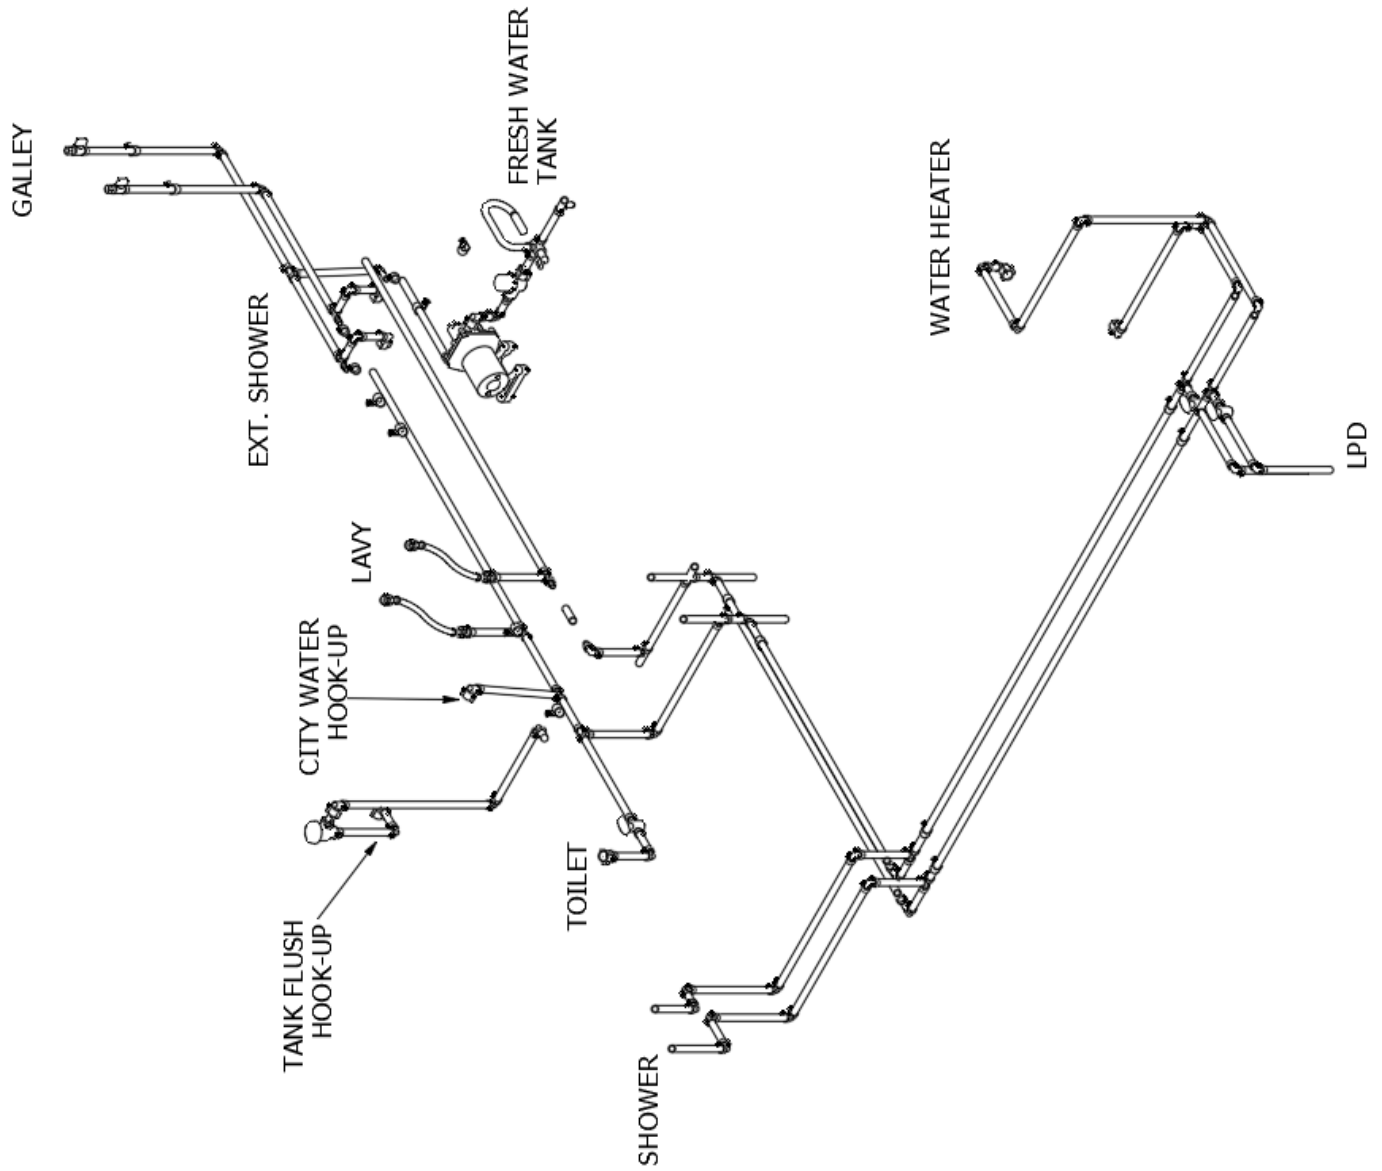 GALLEY
FRESH WATER
TANK
EXT. SHOWER
WATER HEATER
LAVY
LPD
CITY WATER
HOOK-UP
TOILET
TANK FLUSH
HOOK-UP
SHOWER